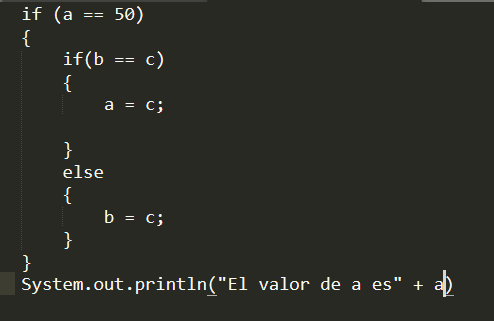 if (a == 50)
{
if(b == c)
{
a = c;
}
else
{
b = c;
}
}
System.out.println("El valor de a es" + a)